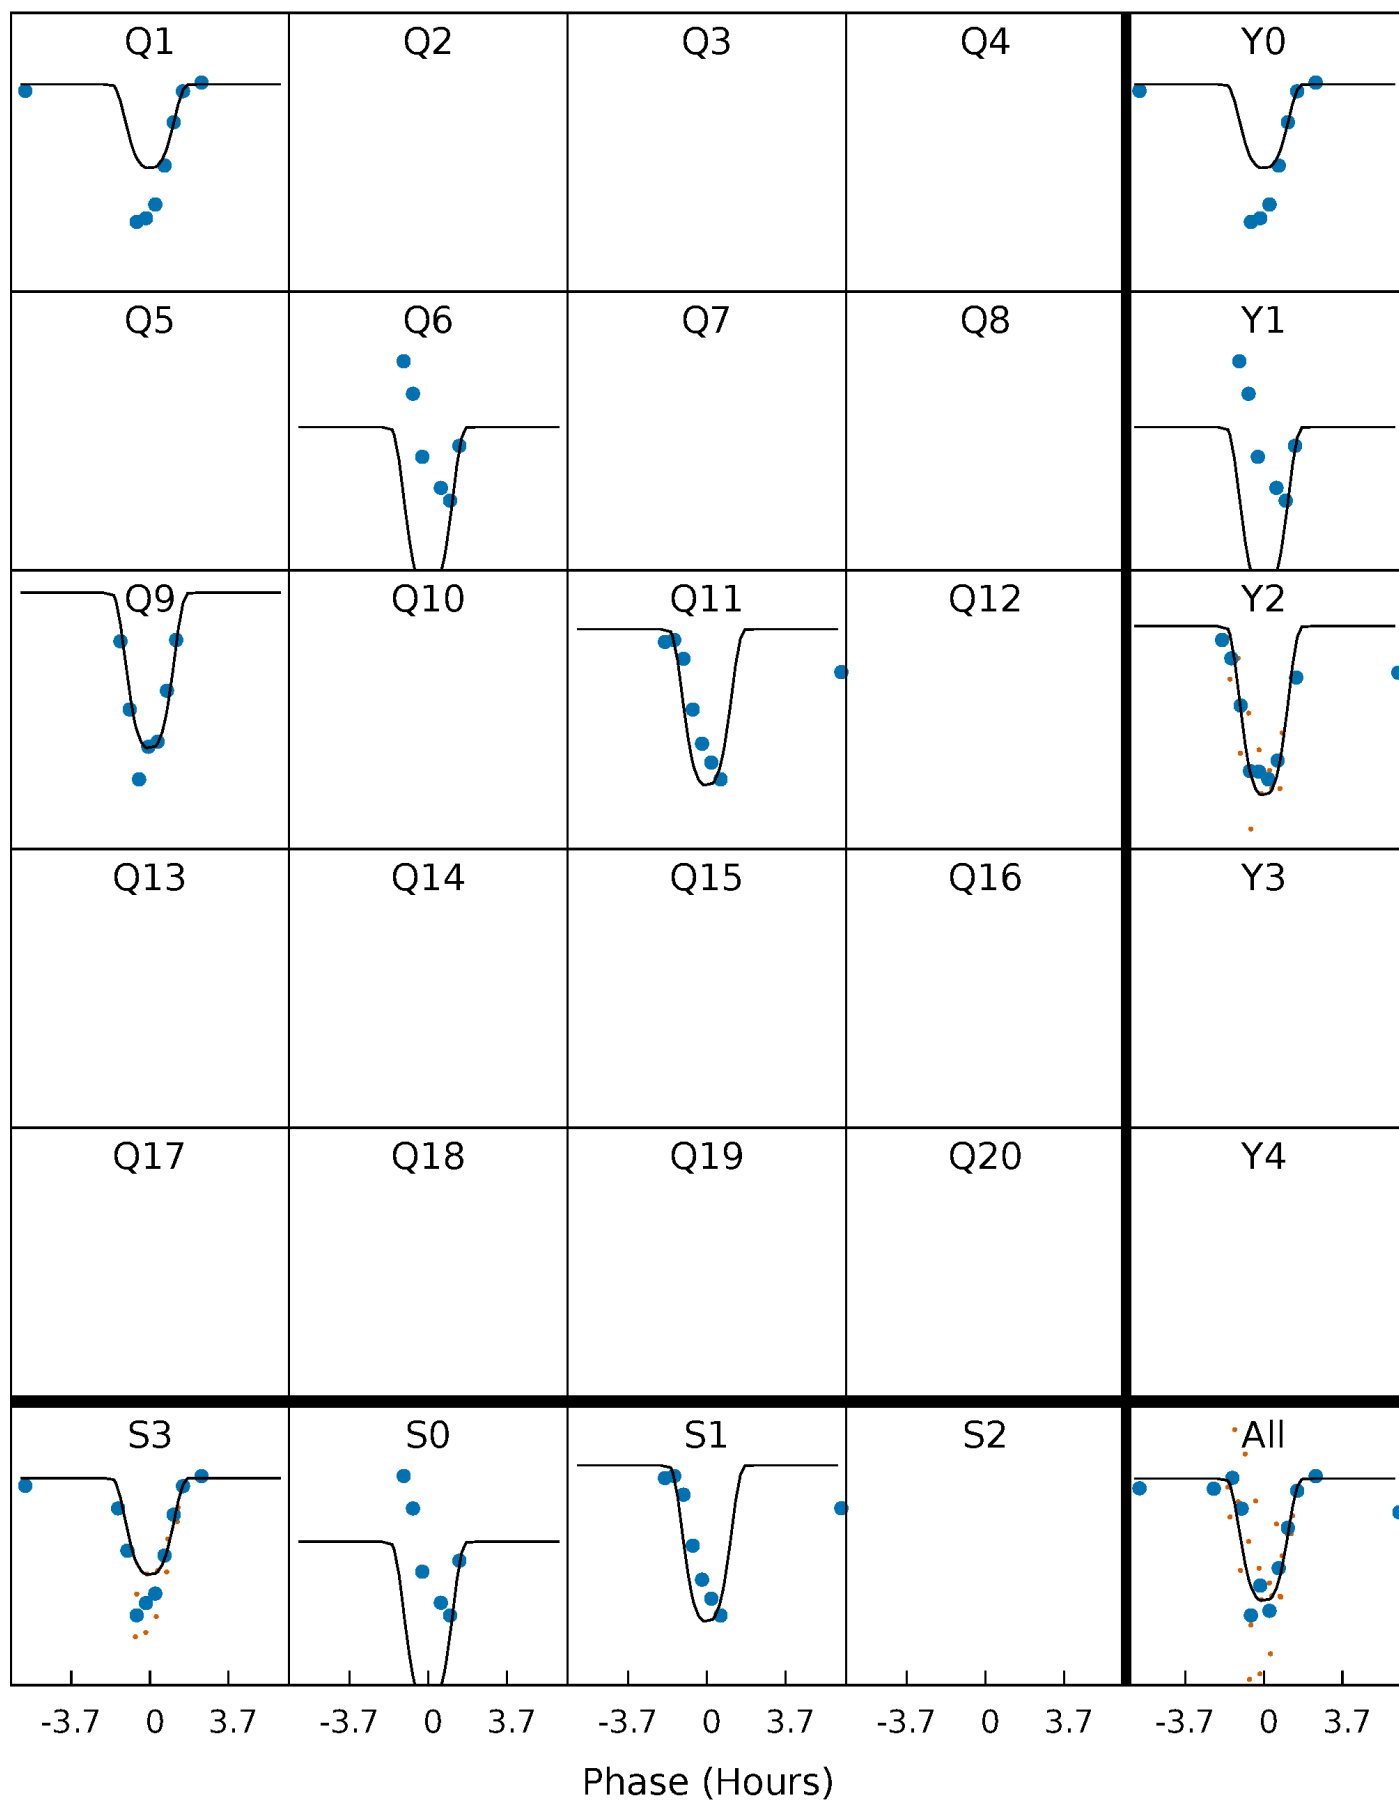 Q1 Q2 Q3 Q4 Y0
Q5 Q6 Q7 Q8 Y1
Q9 Q10 Q11 Q12 Y2
Q13 Q14 Q15 Q16 Y3
Q17 Q18 Q19 Q20 Y4
S3 S0 S1 S2 All
-3.7 0 3.7 -3.7 0 3.7 -3.7 0 3.7 -3.7 0 3.7 -3.7 0 3.7
Phase (Hours)